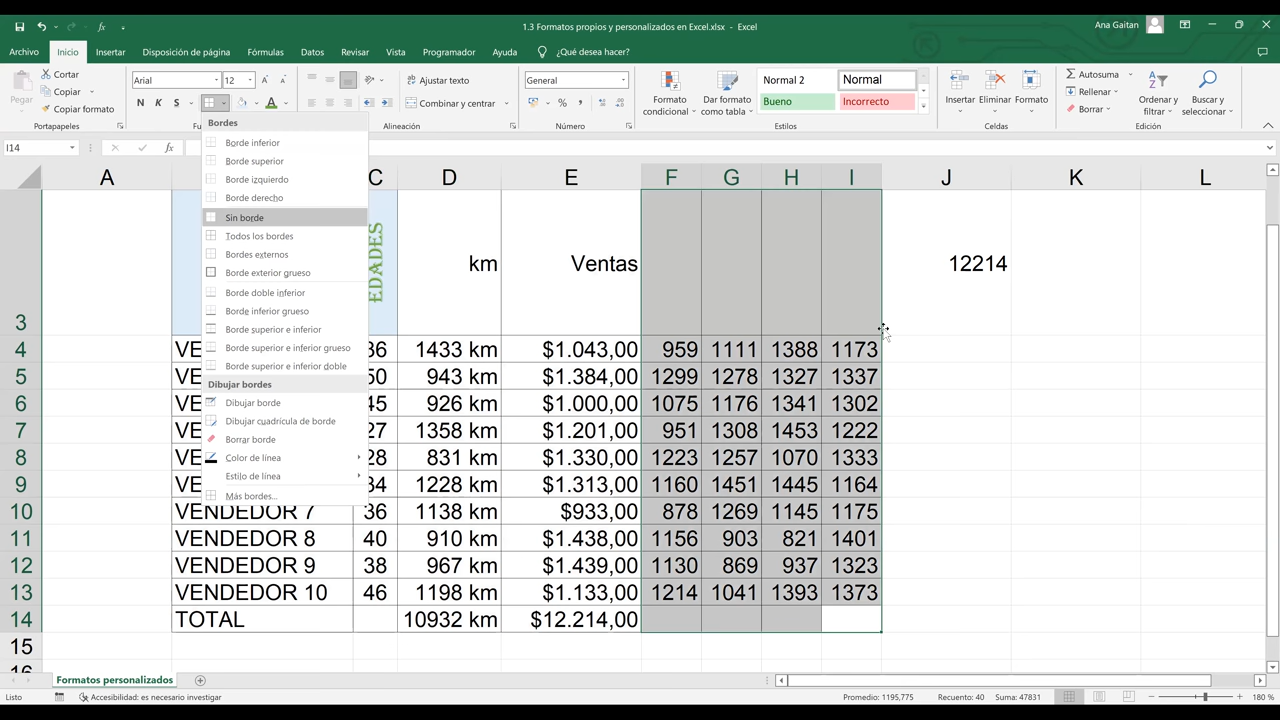 1.3 Formatos propios y personalizados en Excel.xlsx - Excel
Ana Gaitan
Archivo Inicio Insertar Disposición de página Fórmulas Datos Revisar Vista Programador Ayuda ¿Qué desea hacer?
Pegar
Cortar
Copiar
Copiar formato
Portapapeles
Arial 12
N K S
Ajustar texto
Combinar y centrar
Alineación
General
Número
Formato condicional
Dar formato como tabla
Normal 2 Normal
Bueno Incorrecto
Estilos
Insertar Eliminar Formato
Celdas
Autosuma
Rellenar
Borrar
Ordenar y filtrar
Buscar y seleccionar
Edición
I14
Bordes
Borde inferior
Borde superior
Borde izquierdo
Borde derecho
Sin borde
Todos los bordes
Bordes externos
Borde exterior grueso
Borde doble inferior
Borde inferior grueso
Borde superior e inferior
Borde superior e inferior grueso
Borde superior e inferior doble
Dibujar bordes
Dibujar borde
Dibujar cuadrícula de borde
Borrar borde
Color de línea
Estilo de línea
Más bordes...
A C D E F G H I J K L
3 EDADES km Ventas 12214
4 VE 36 1433 km $1.043,00 959 1111 1388 1173
5 VE 50 943 km $1.384,00 1299 1278 1327 1337
6 VE 45 926 km $1.000,00 1075 1176 1341 1302
7 VE 27 1358 km $1.201,00 951 1308 1453 1222
8 VE 28 831 km $1.330,00 1223 1257 1070 1333
9 VE 34 1228 km $1.313,00 1160 1451 1445 1164
10 VENDEDOR 7 36 1138 km $933,00 878 1269 1145 1175
11 VENDEDOR 8 40 910 km $1.438,00 1156 903 821 1401
12 VENDEDOR 9 38 967 km $1.439,00 1130 869 937 1323
13 VENDEDOR 10 46 1198 km $1.133,00 1214 1041 1393 1373
14 TOTAL 10932 km $12.214,00
15
16
Formatos personalizados
Listo Accesibilidad: es necesario investigar Promedio: 1195,775 Recuento: 40 Suma: 47831 180 %